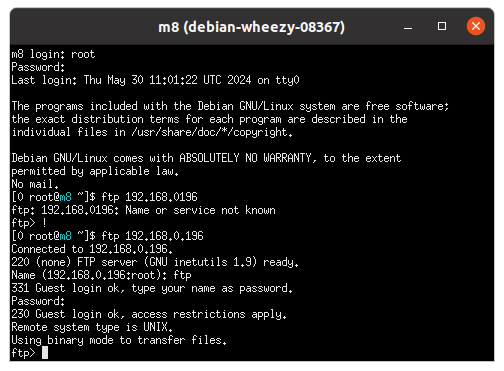 m8 (debian-wheezy-08367)
m8 login: root
Password:
Last login: Thu May 30 11:01:22 UTC 2024 on tty0

The programs included with the Debian GNU/Linux system are free software;
the exact distribution terms for each program are described in the
individual files in /usr/share/doc/*/copyright.

Debian GNU/Linux comes with ABSOLUTELY NO WARRANTY, to the extent
permitted by applicable law.
No mail.
[0 root@m8 ~]$ ftp 192.168.0196
ftp: 192.168.0196: Name or service not known
ftp> !
[0 root@m8 ~]$ ftp 192.168.0.196
Connected to 192.168.0.196.
220 (none) FTP server (GNU inetutils 1.9) ready.
Name (192.168.0.196:root): ftp
331 Guest login ok, type your name as password.
Password:
230 Guest login ok, access restrictions apply.
Remote system type is UNIX.
Using binary mode to transfer files.
ftp>